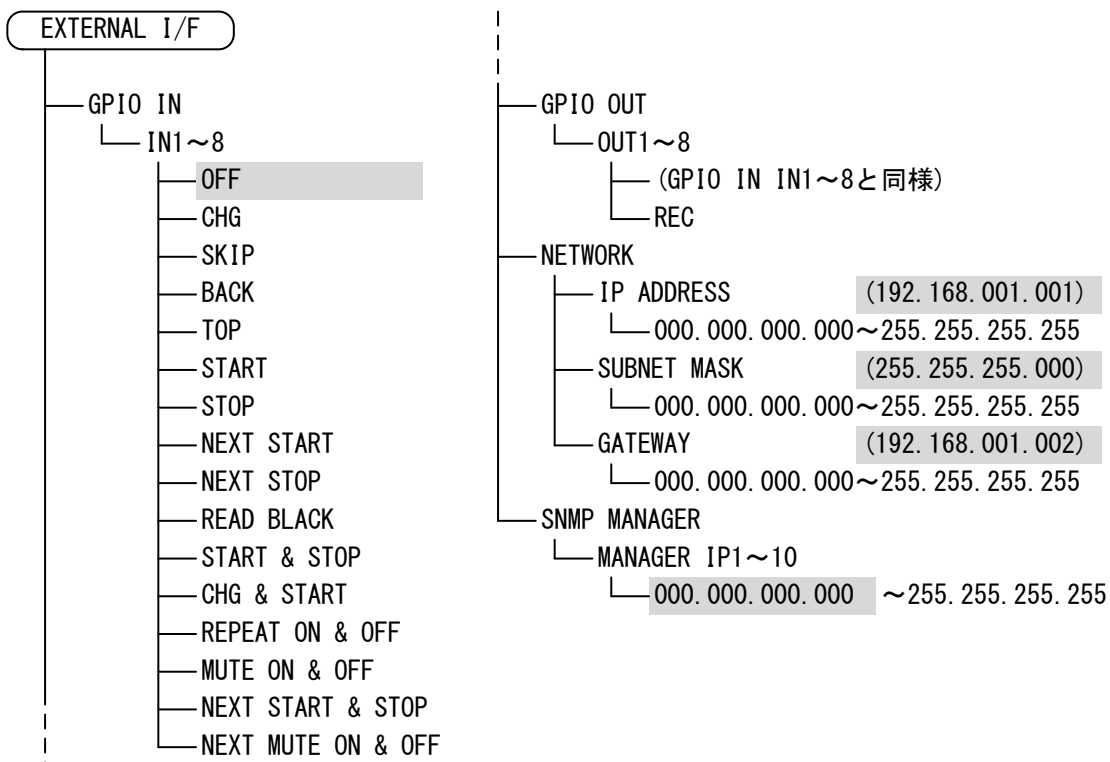 EXTERNAL I/F
GPIO IN
IN1～8
OFF
CHG
SKIP
BACK
TOP
START
STOP
NEXT START
NEXT STOP
READ BLACK
START & STOP
CHG & START
REPEAT ON & OFF
MUTE ON & OFF
NEXT START & STOP
NEXT MUTE ON & OFF
GPIO OUT
OUT1～8
(GPIO IN IN1～8と同様)
REC
NETWORK
IP ADDRESS (192.168.001.001)
000.000.000.000～255.255.255.255
SUBNET MASK (255.255.255.000)
000.000.000.000～255.255.255.255
GATEWAY (192.168.001.002)
000.000.000.000～255.255.255.255
SNMP MANAGER
MANAGER IP1～10
000.000.000.000 ～255.255.255.255